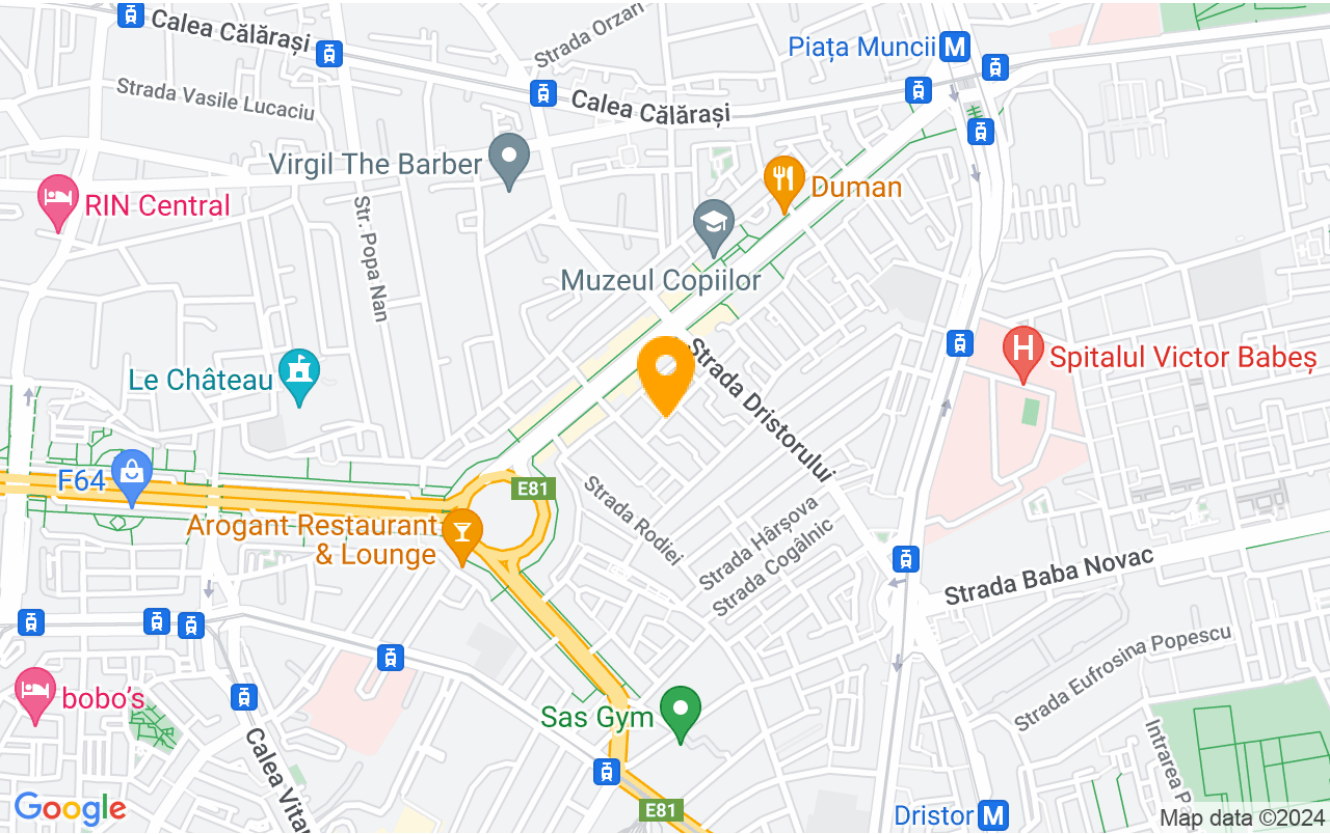 Calea Călărași
Strada Orzari
Piața Muncii M
Strada Vasile Lucaciu
Calea Călărași
Virgil The Barber
Duman
RIN Central
Str. Popa Nan
Muzeul Copiilor
Strada Dristorului
H Spitalul Victor Babeș
Le Château
F64
E81
Strada Rodiei
Arogant Restaurant
& Lounge
Strada Hârșova
Strada Cogâlnic
Strada Baba Novac
Strada Eufrosina Popescu
bobo's
Sas Gym
Calea Vita
Intrarea P
E81
Google
Dristor M
Map data ©2024